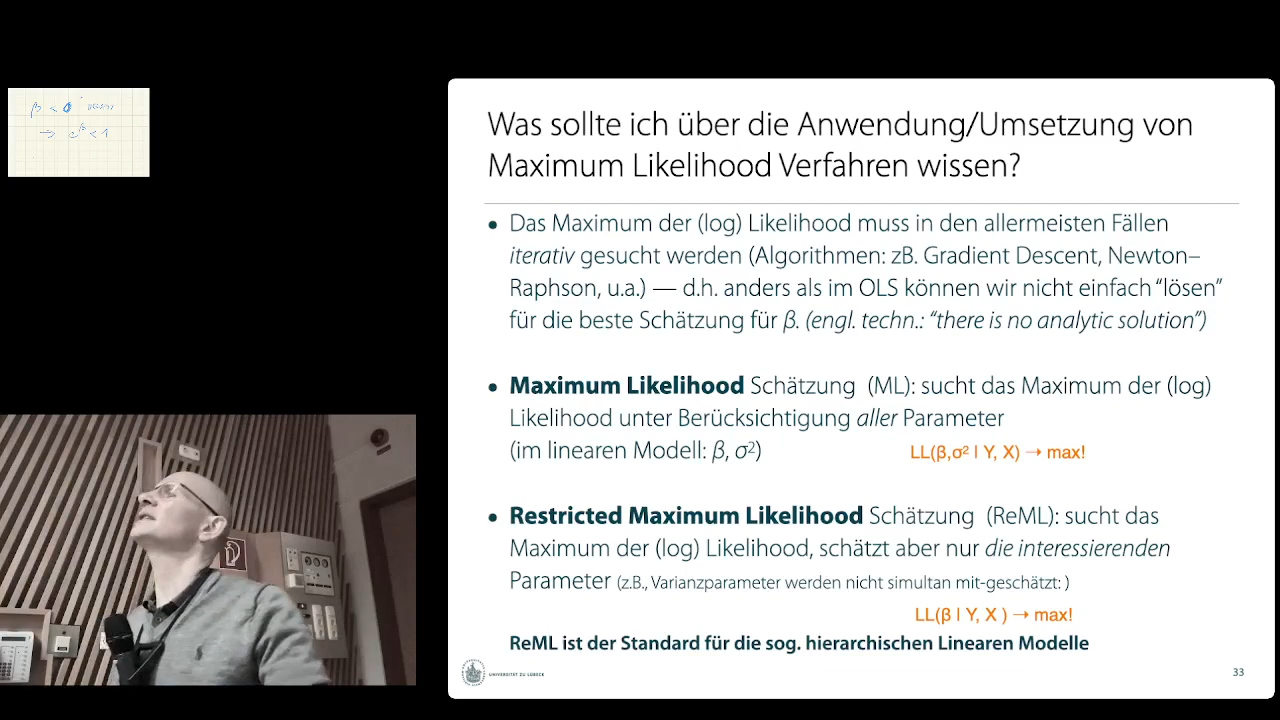 β < 0
→ e^β < 1
Was sollte ich über die Anwendung/Umsetzung von
Maximum Likelihood Verfahren wissen?
• Das Maximum der (log) Likelihood muss in den allermeisten Fällen
iterativ gesucht werden (Algorithmen: zB. Gradient Descent, Newton–
Raphson, u.a.) — d.h. anders als im OLS können wir nicht einfach “lösen”
für die beste Schätzung für β. (engl. techn.: “there is no analytic solution”)
• Maximum Likelihood Schätzung (ML): sucht das Maximum der (log)
Likelihood unter Berücksichtigung aller Parameter
(im linearen Modell: β, σ²) LL(β,σ² | Y, X) → max!
• Restricted Maximum Likelihood Schätzung (ReML): sucht das
Maximum der (log) Likelihood, schätzt aber nur die interessierenden
Parameter (z.B., Varianzparameter werden nicht simultan mit-geschätzt: )
LL(β | Y, X ) → max!
ReML ist der Standard für die sog. hierarchischen Linearen Modelle
UNIVERSITÄT ZU LÜBECK 33